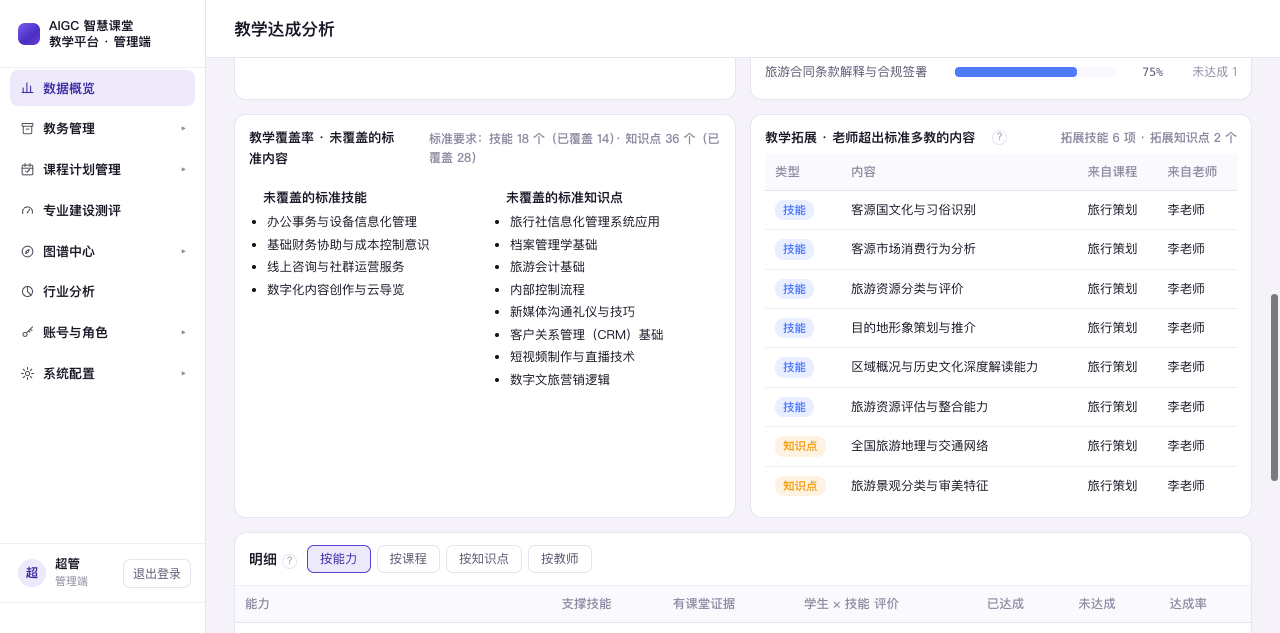 AIGC 智慧课堂
教学平台 · 管理端
数据概览
教务管理
课程计划管理
专业建设测评
图谱中心
行业分析
账号与角色
系统配置
超
超管
管理端
退出登录
教学达成分析
旅游合同条款解释与合规签署 75% 未达成 1
教学覆盖率 · 未覆盖的标
准内容
标准要求: 技能 18 个（已覆盖 14）· 知识点 36 个（已
覆盖 28）
未覆盖的标准技能
办公事务与设备信息化管理
基础财务协助与成本控制意识
线上咨询与社群运营服务
数字化内容创作与云导览
未覆盖的标准知识点
旅行社信息化管理系统应用
档案管理学基础
旅游会计基础
内部控制流程
新媒体沟通礼仪与技巧
客户关系管理（CRM）基础
短视频制作与直播技术
数字文旅营销逻辑
教学拓展 · 老师超出标准多教的内容 ? 拓展技能 6 项 · 拓展知识点 2 个
类型 内容 来自课程 来自老师
技能 客源国文化与习俗识别 旅行策划 李老师
技能 客源市场消费行为分析 旅行策划 李老师
技能 旅游资源分类与评价 旅行策划 李老师
技能 目的地形象策划与推介 旅行策划 李老师
技能 区域概况与历史文化深度解读能力 旅行策划 李老师
技能 旅游资源评估与整合能力 旅行策划 李老师
知识点 全国旅游地理与交通网络 旅行策划 李老师
知识点 旅游景观分类与审美特征 旅行策划 李老师
明细 ? 按能力 按课程 按知识点 按教师
能力 支撑技能 有课堂证据 学生 × 技能 评价 已达成 未达成 达成率